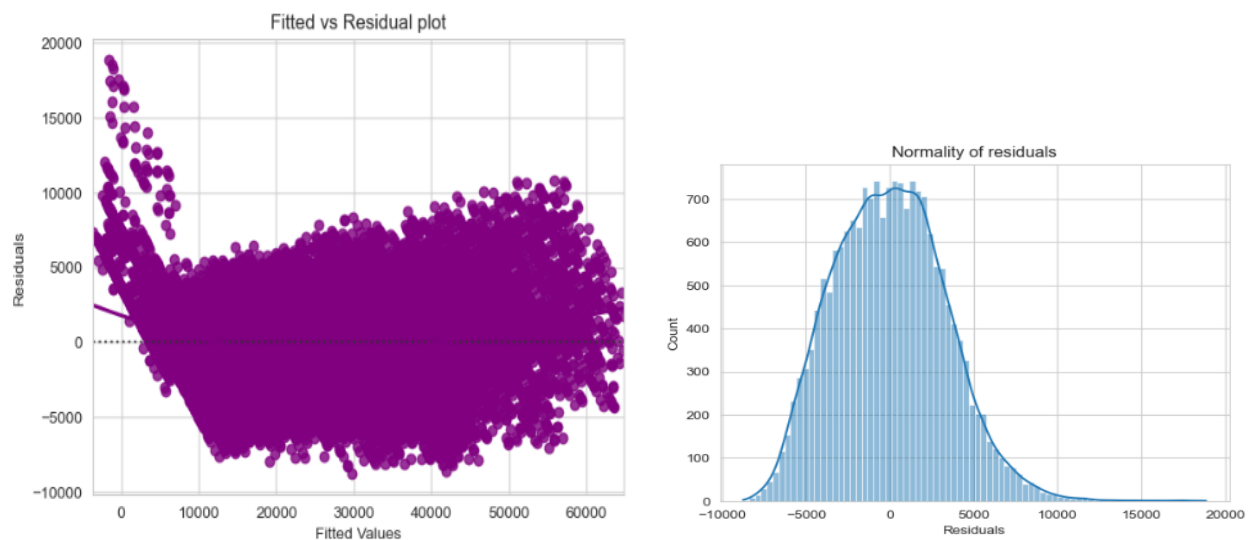 Fitted vs Residual plot
20000
15000
10000
5000
0
−5000
−10000
Residuals
0 10000 20000 30000 40000 50000 60000
Fitted Values
Normality of residuals
700
600
500
400
300
200
100
0
Count
−10000 −5000 0 5000 10000 15000 20000
Residuals